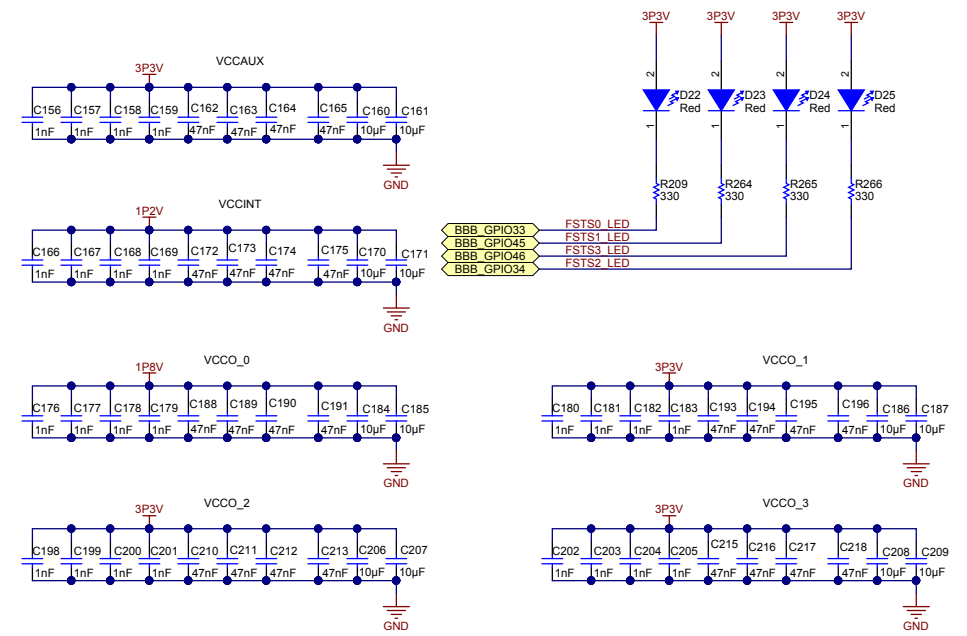 3P3V 3P3V 3P3V 3P3V
2 2 2 2
D22 D23 D24 D25
Red Red Red Red
1 1 1 1
R209 R264 R265 R266
330 330 330 330
BBB_GPIO33 FSTS0_LED
BBB_GPIO45 FSTS1_LED
BBB_GPIO46 FSTS3_LED
BBB_GPIO34 FSTS2_LED
VCCAUX
3P3V
C156 C157 C158 C159 C162 C163 C164 C165 C160 C161
1nF 1nF 1nF 1nF 47nF 47nF 47nF 47nF 10µF 10µF
GND
VCCINT
1P2V
C166 C167 C168 C169 C172 C173 C174 C175 C170 C171
1nF 1nF 1nF 1nF 47nF 47nF 47nF 47nF 10µF 10µF
GND
VCCO_0
1P8V
C176 C177 C178 C179 C188 C189 C190 C191 C184 C185
1nF 1nF 1nF 1nF 47nF 47nF 47nF 47nF 10µF 10µF
GND
VCCO_1
3P3V
C180 C181 C182 C183 C193 C194 C195 C196 C186 C187
1nF 1nF 1nF 1nF 47nF 47nF 47nF 47nF 10µF 10µF
GND
VCCO_2
3P3V
C198 C199 C200 C201 C210 C211 C212 C213 C206 C207
1nF 1nF 1nF 1nF 47nF 47nF 47nF 47nF 10µF 10µF
GND
VCCO_3
3P3V
C202 C203 C204 C205 C215 C216 C217 C218 C208 C209
1nF 1nF 1nF 1nF 47nF 47nF 47nF 47nF 10µF 10µF
GND